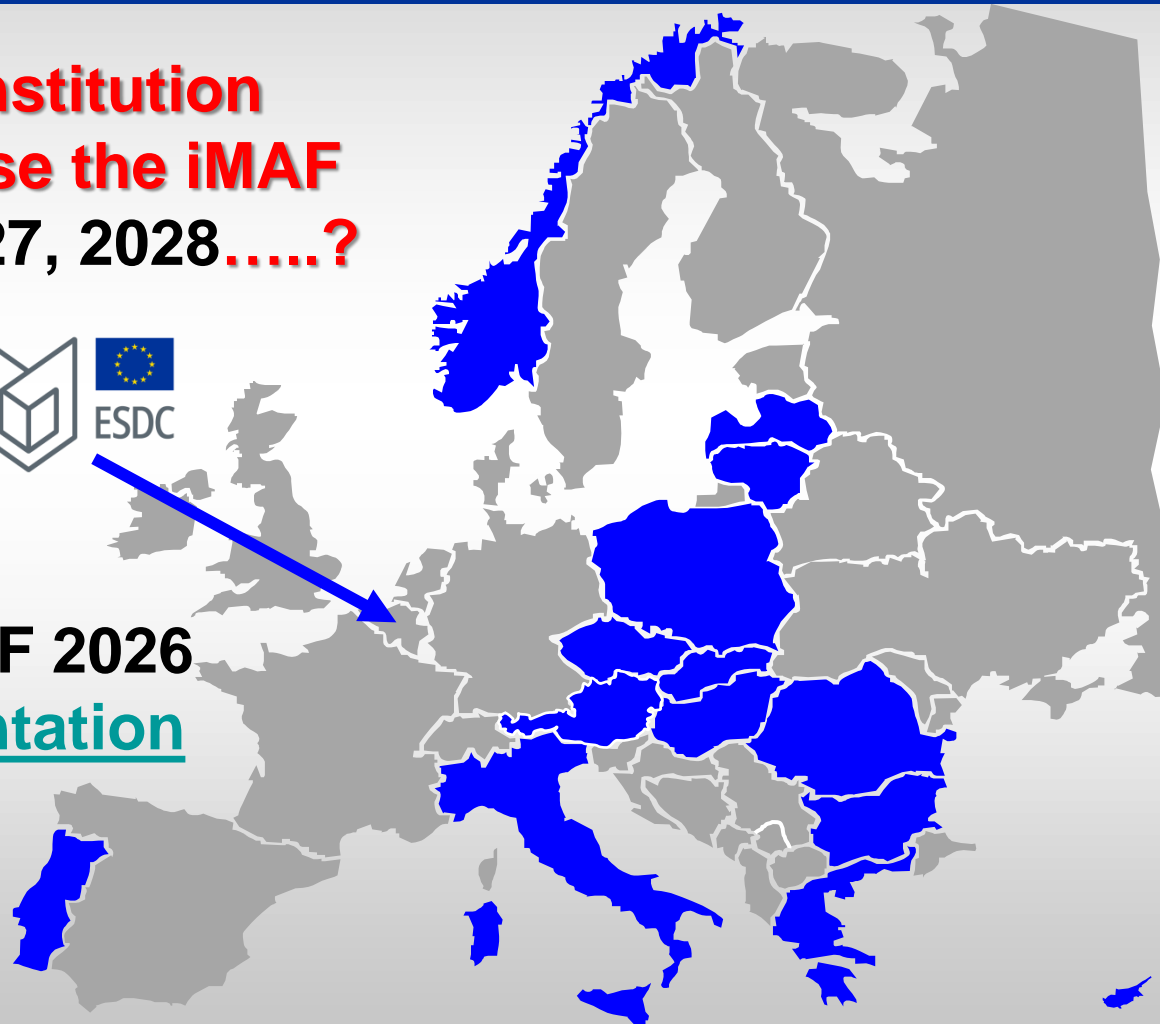 nstitution
se the iMAF
27, 2028…..?
ESDC
F 2026
ntation